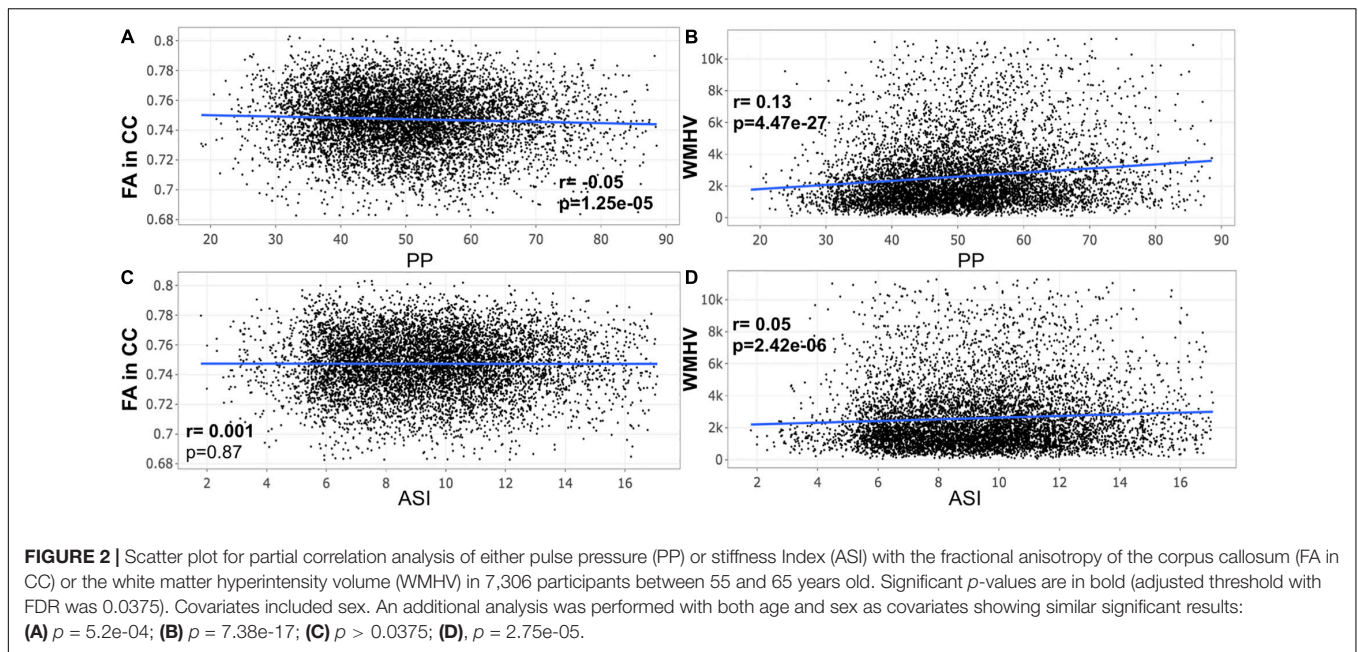 A
FA in CC
0.8
0.78
0.76
0.74
0.72
0.7
0.68
r= -0.05
p=1.25e-05
20 30 40 50 60 70 80 90
PP
B
WMHV
10k
8k
6k
4k
2k
0
r= 0.13
p=4.47e-27
20 30 40 50 60 70 80 90
PP
C
FA in CC
0.8
0.78
0.76
0.74
0.72
0.7
0.68
r= 0.001
p=0.87
2 4 6 8 10 12 14 16
ASI
D
WMHV
10k
8k
6k
4k
2k
0
r= 0.05
p=2.42e-06
2 4 6 8 10 12 14 16
ASI
FIGURE 2 | Scatter plot for partial correlation analysis of either pulse pressure (PP) or stiffness Index (ASI) with the fractional anisotropy of the corpus callosum (FA in
CC) or the white matter hyperintensity volume (WMHV) in 7,306 participants between 55 and 65 years old. Significant p-values are in bold (adjusted threshold with
FDR was 0.0375). Covariates included sex. An additional analysis was performed with both age and sex as covariates showing similar significant results:
(A) p = 5.2e-04; (B) p = 7.38e-17; (C) p > 0.0375; (D), p = 2.75e-05.